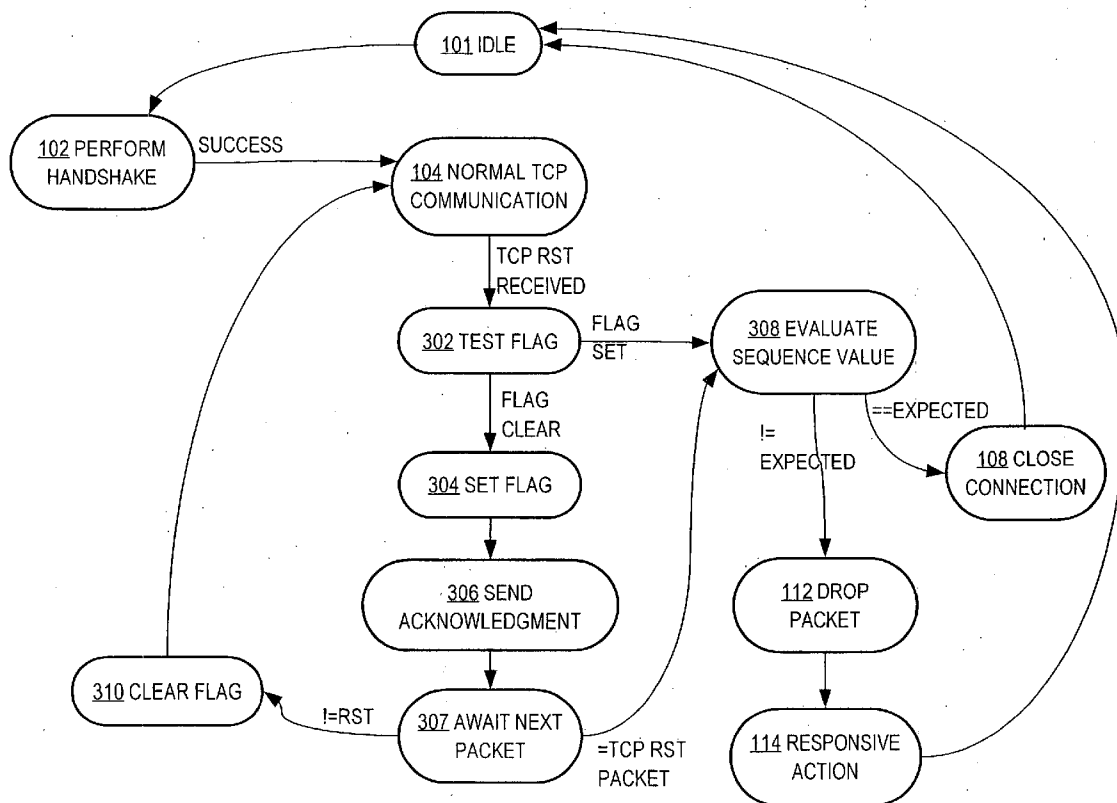 101 IDLE
102 PERFORM
HANDSHAKE
SUCCESS
104 NORMAL TCP
COMMUNICATION
TCP RST
RECEIVED
302 TEST FLAG
FLAG
SET
308 EVALUATE
SEQUENCE VALUE
FLAG
CLEAR
==EXPECTED
!=
EXPECTED
108 CLOSE
CONNECTION
304 SET FLAG
306 SEND
ACKNOWLEDGMENT
112 DROP
PACKET
310 CLEAR FLAG
!=RST
307 AWAIT NEXT
PACKET
=TCP RST
PACKET
114 RESPONSIVE
ACTION